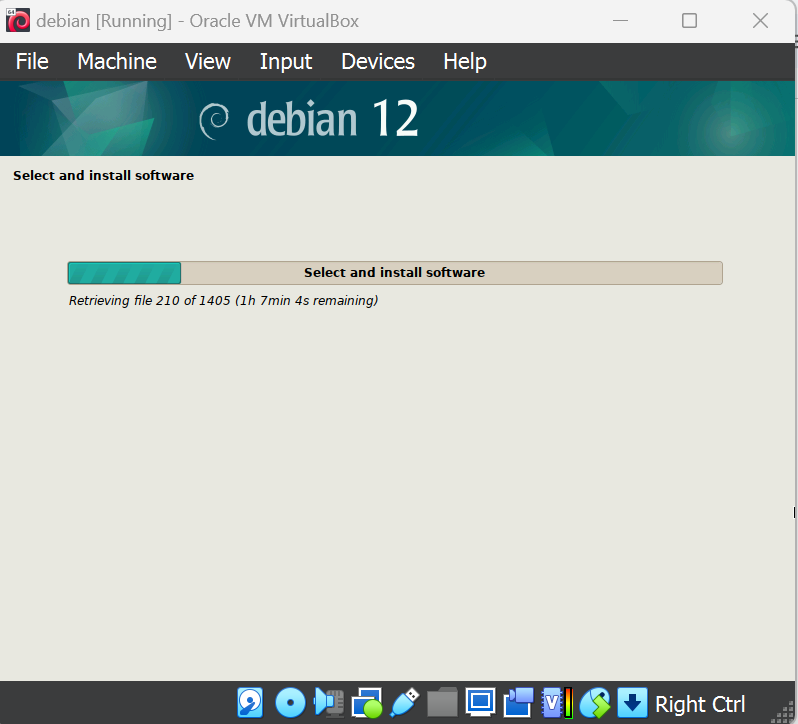 debian [Running] - Oracle VM VirtualBox
File Machine View Input Devices Help
debian 12
Select and install software
Select and install software
Retrieving file 210 of 1405 (1h 7min 4s remaining)
Right Ctrl